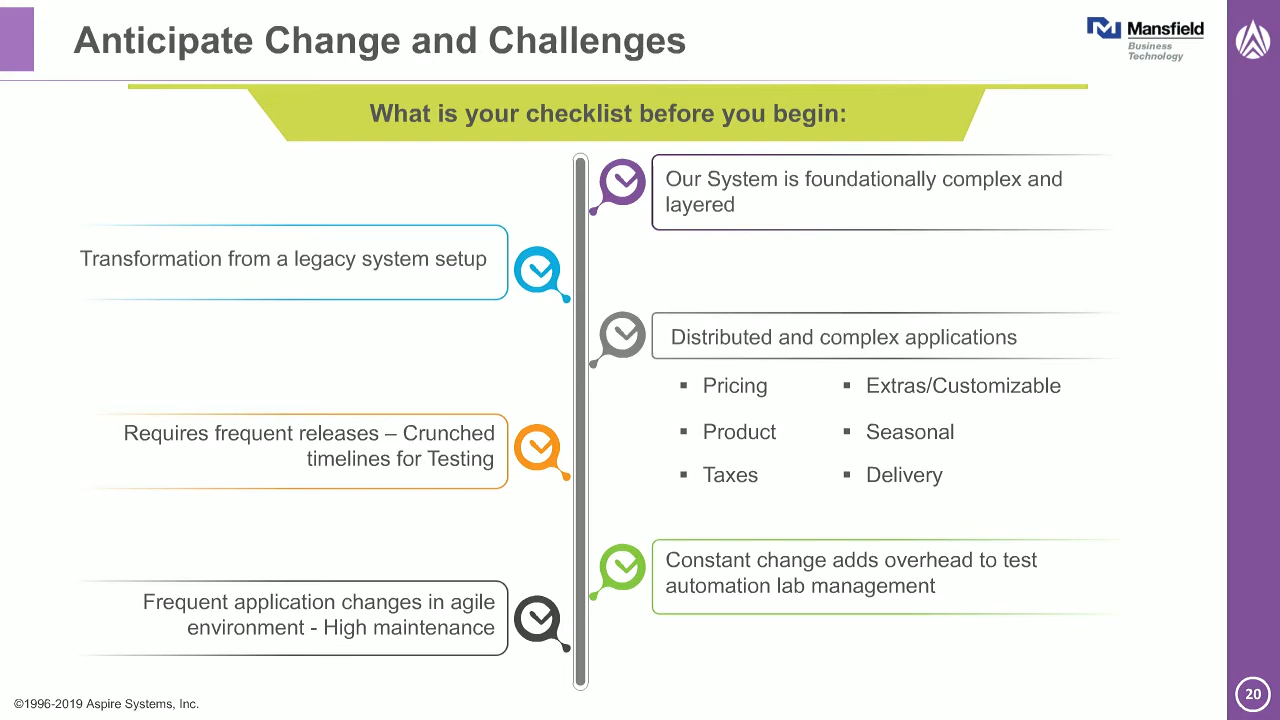 Anticipate Change and Challenges
Mansfield
Business
Technology
What is your checklist before you begin:
Our System is foundationally complex and
layered
Transformation from a legacy system setup
Distributed and complex applications
▪ Pricing
▪ Extras/Customizable
▪ Product
▪ Seasonal
▪ Taxes
▪ Delivery
Requires frequent releases – Crunched
timelines for Testing
Constant change adds overhead to test
automation lab management
Frequent application changes in agile
environment - High maintenance
©1996-2019 Aspire Systems, Inc.
20